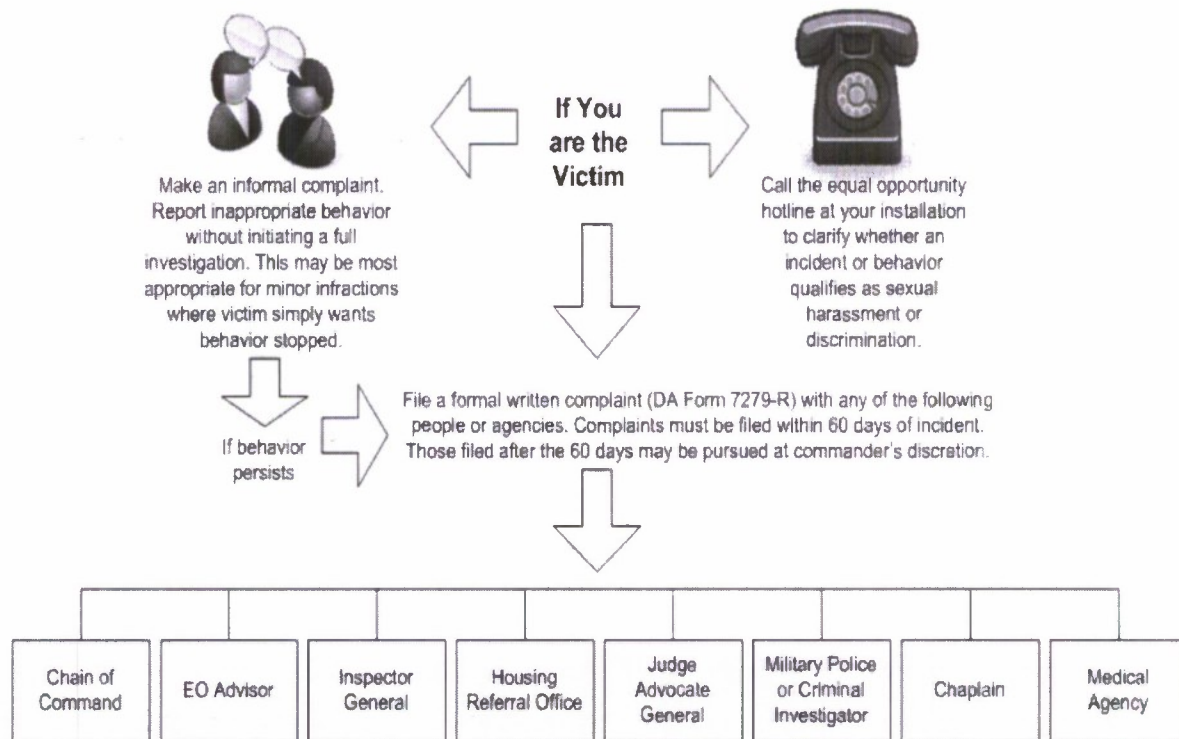 If You
are the
Victim
Make an informal complaint.
Report inappropriate behavior
without initiating a full
investigation. This may be most
appropriate for minor infractions
where victim simply wants
behavior stopped.
Call the equal opportunity
hotline at your installation
to clarify whether an
incident or behavior
qualifies as sexual
harassment or
discrimination.
If behavior
persists
File a formal written complaint (DA Form 7279-R) with any of the following
people or agencies. Complaints must be filed within 60 days of incident.
Those filed after the 60 days may be pursued at commander's discretion.
Chain of
Command
EO Advisor
Inspector
General
Housing
Referral Office
Judge
Advocate
General
Military Police
or Criminal
Investigator
Chaplain
Medical
Agency